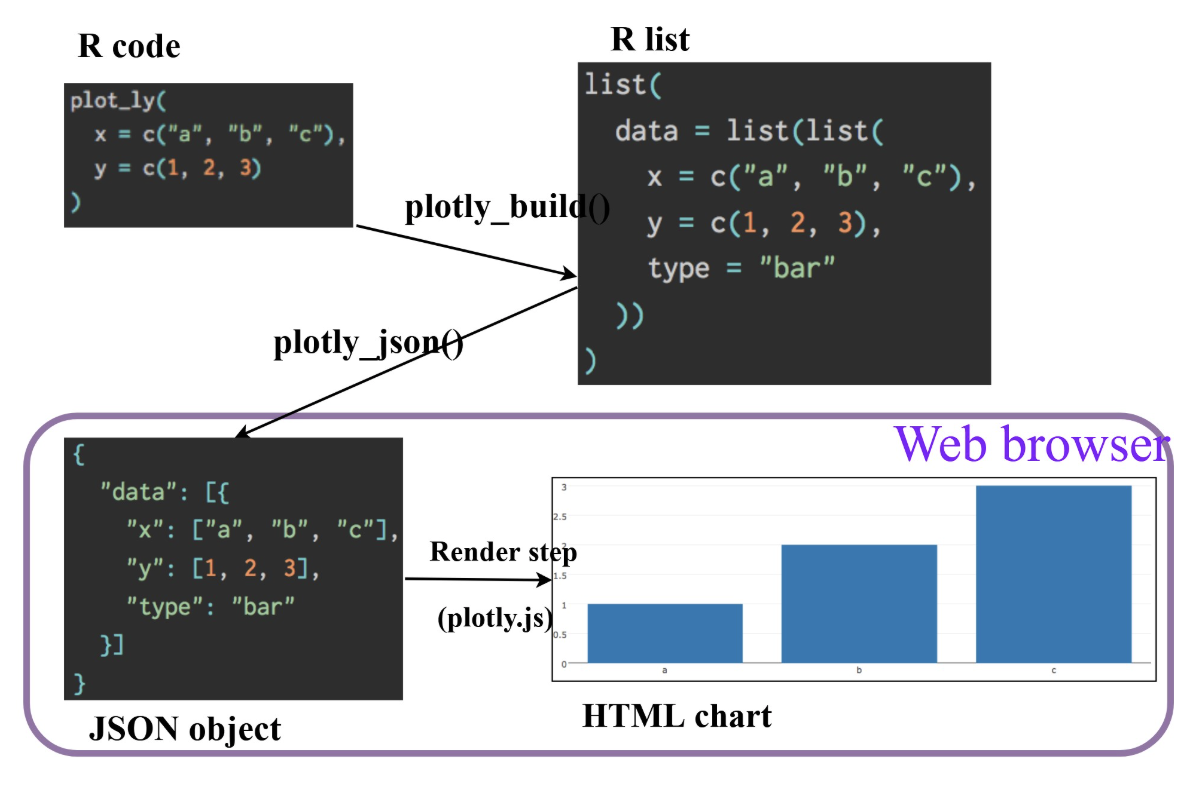 R code
plot_ly(
x = c("a", "b", "c"),
y = c(1, 2, 3)
)
plotly_build()
R list
list(
data = list(list(
x = c("a", "b", "c"),
y = c(1, 2, 3),
type = "bar"
))
)
plotly_json()
Web browser
{
"data": [{
"x": ["a", "b", "c"],
"y": [1, 2, 3],
"type": "bar"
}]
}
JSON object
Render step
(plotly.js)
3
2.5
2
1.5
1
0.5
0
a b c
HTML chart